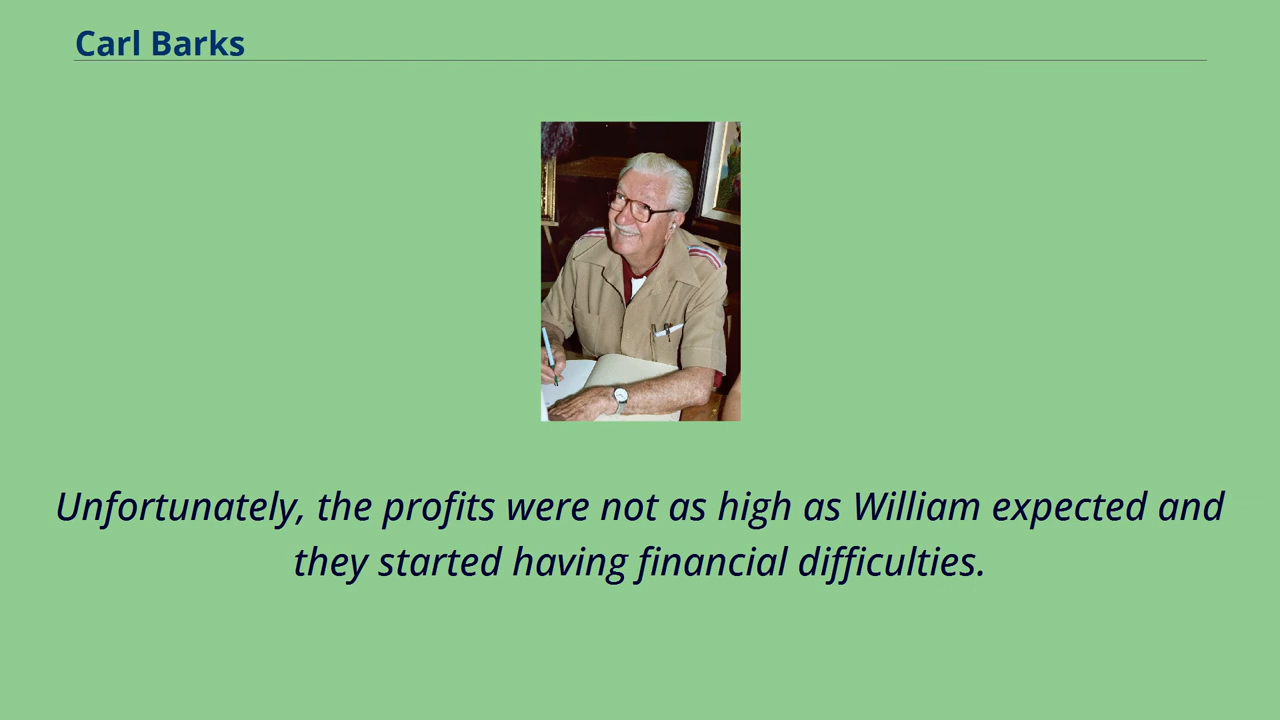 Carl Barks
Unfortunately, the profits were not as high as William expected and
they started having financial difficulties.